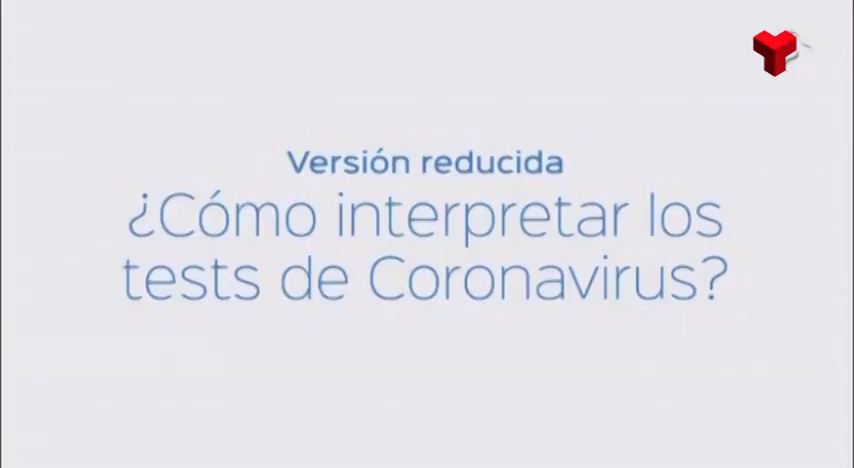 Versión reducida
¿Cómo interpretar los
tests de Coronavirus?